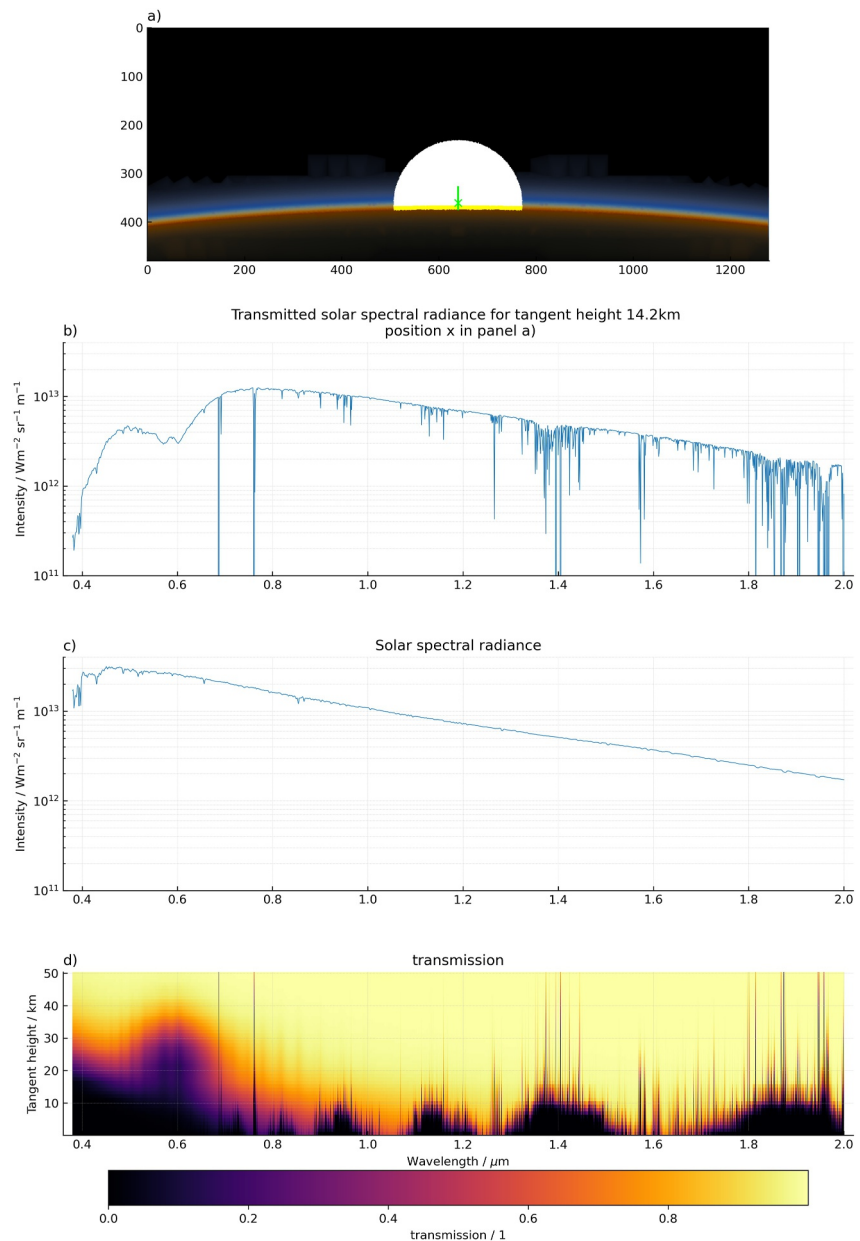 a)
0
100
200
300
400
0 200 400 600 800 1000 1200
Transmitted solar spectral radiance for tangent height 14.2km
position x in panel a)
b)
10¹³
10¹²
10¹¹
Intensity / Wm⁻² sr⁻¹ m⁻¹
0.4 0.6 0.8 1.0 1.2 1.4 1.6 1.8 2.0
c)
Solar spectral radiance
10¹³
10¹²
10¹¹
Intensity / Wm⁻² sr⁻¹ m⁻¹
0.4 0.6 0.8 1.0 1.2 1.4 1.6 1.8 2.0
d)
transmission
50
40
30
20
10
Tangent height / km
0.4 0.6 0.8 1.0 1.2 1.4 1.6 1.8 2.0
Wavelength / μm
0.0 0.2 0.4 0.6 0.8
transmission / 1